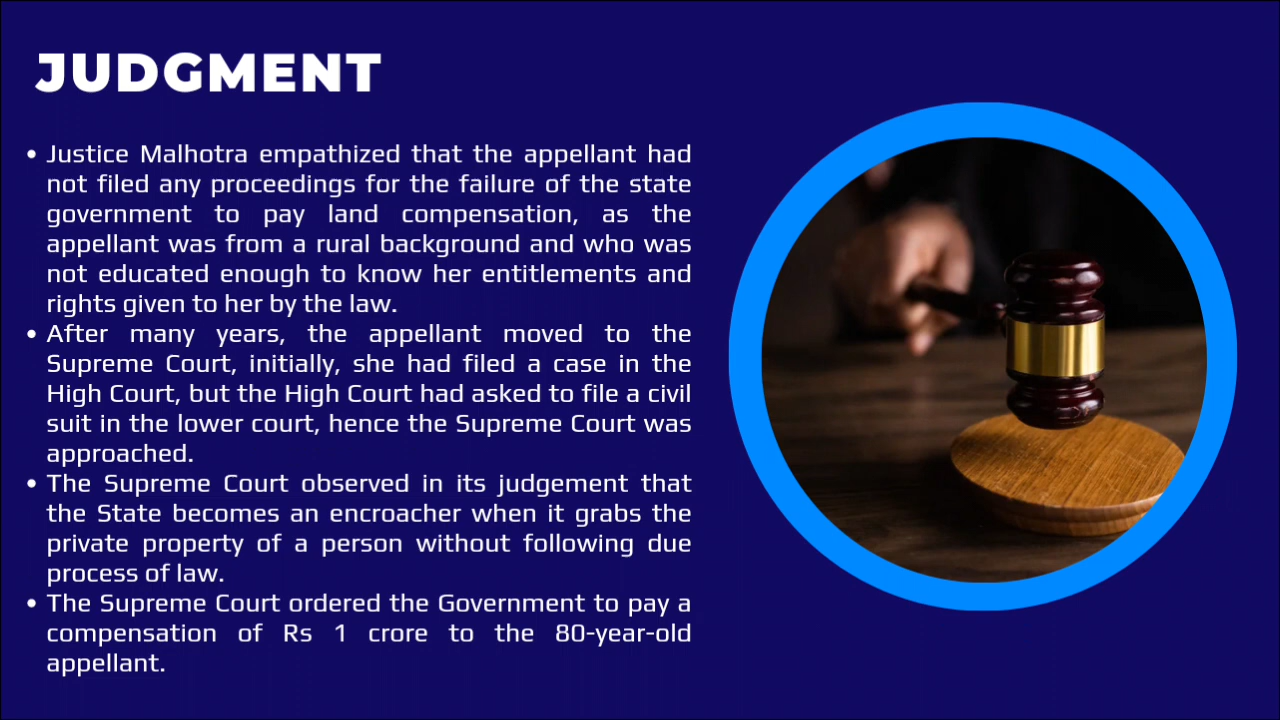 JUDGMENT
• Justice Malhotra empathized that the appellant had
not filed any proceedings for the failure of the state
government to pay land compensation, as the
appellant was from a rural background and who was
not educated enough to know her entitlements and
rights given to her by the law.
• After many years, the appellant moved to the
Supreme Court, initially, she had filed a case in the
High Court, but the High Court had asked to file a civil
suit in the lower court, hence the Supreme Court was
approached.
• The Supreme Court observed in its judgement that
the State becomes an encroacher when it grabs the
private property of a person without following due
process of law.
• The Supreme Court ordered the Government to pay a
compensation of Rs 1 crore to the 80-year-old
appellant.